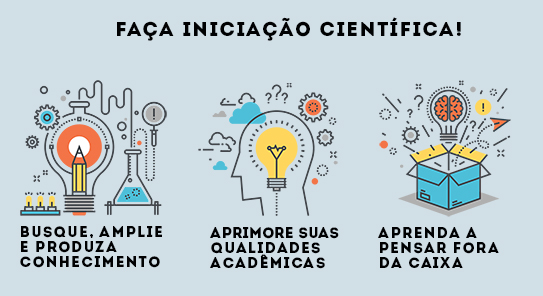 FAÇA INICIAÇÃO CIENTÍFICA!
BUSQUE, AMPLIE
E PRODUZA
CONHECIMENTO
APRIMORE SUAS
QUALIDADES
ACADÊMICAS
APRENDA A
PENSAR FORA
DA CAIXA